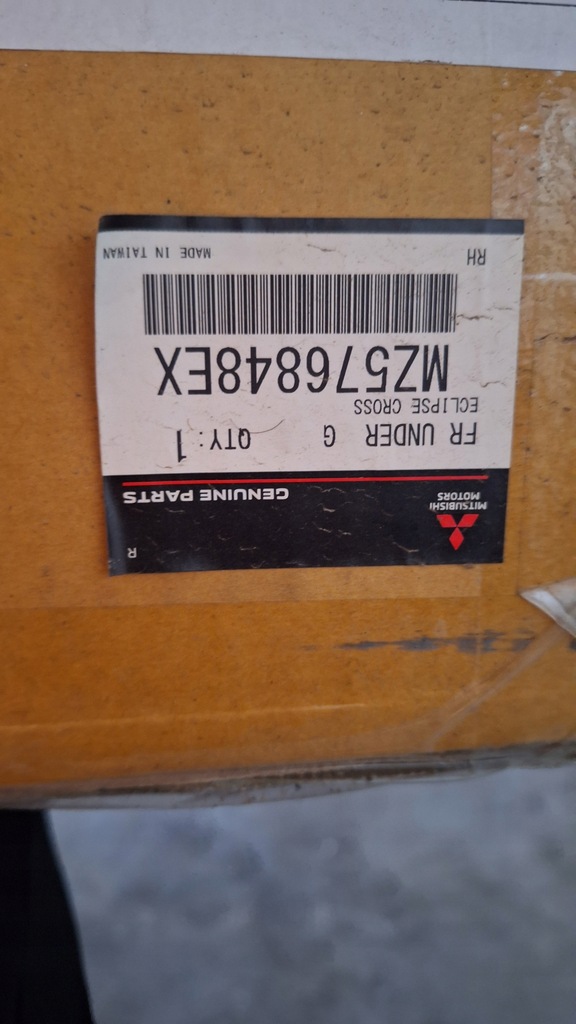 R
MITSUBISHI
MOTORS
GENUINE PARTS
FR UNDER G QTY: 1
ECLIPSE CROSS
MZ576848EX
RH MADE IN TAIWAN